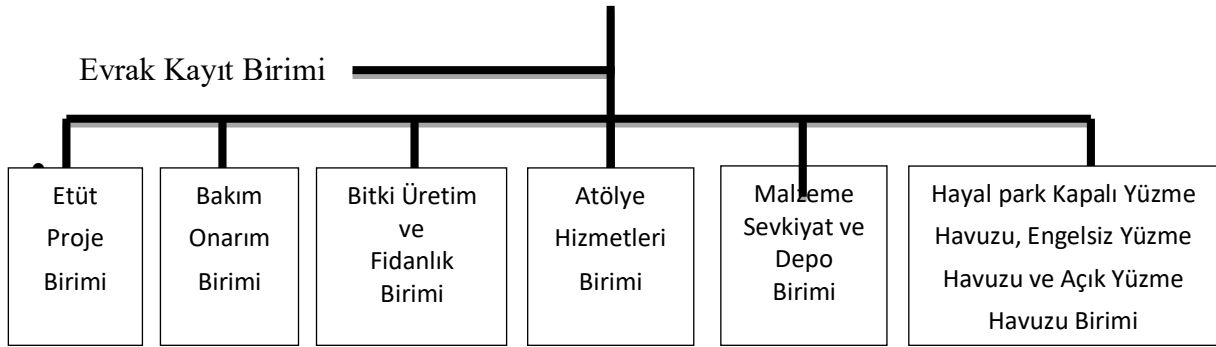 Evrak Kayıt Birimi
Etüt
Proje
Birimi
Bakım
Onarım
Birimi
Bitki Üretim
ve
Fidanlık
Birimi
Atölye
Hizmetleri
Birimi
Malzeme
Sevkiyat ve
Depo
Birimi
Hayal park Kapalı Yüzme
Havuzu, Engelsiz Yüzme
Havuzu ve Açık Yüzme
Havuzu Birimi